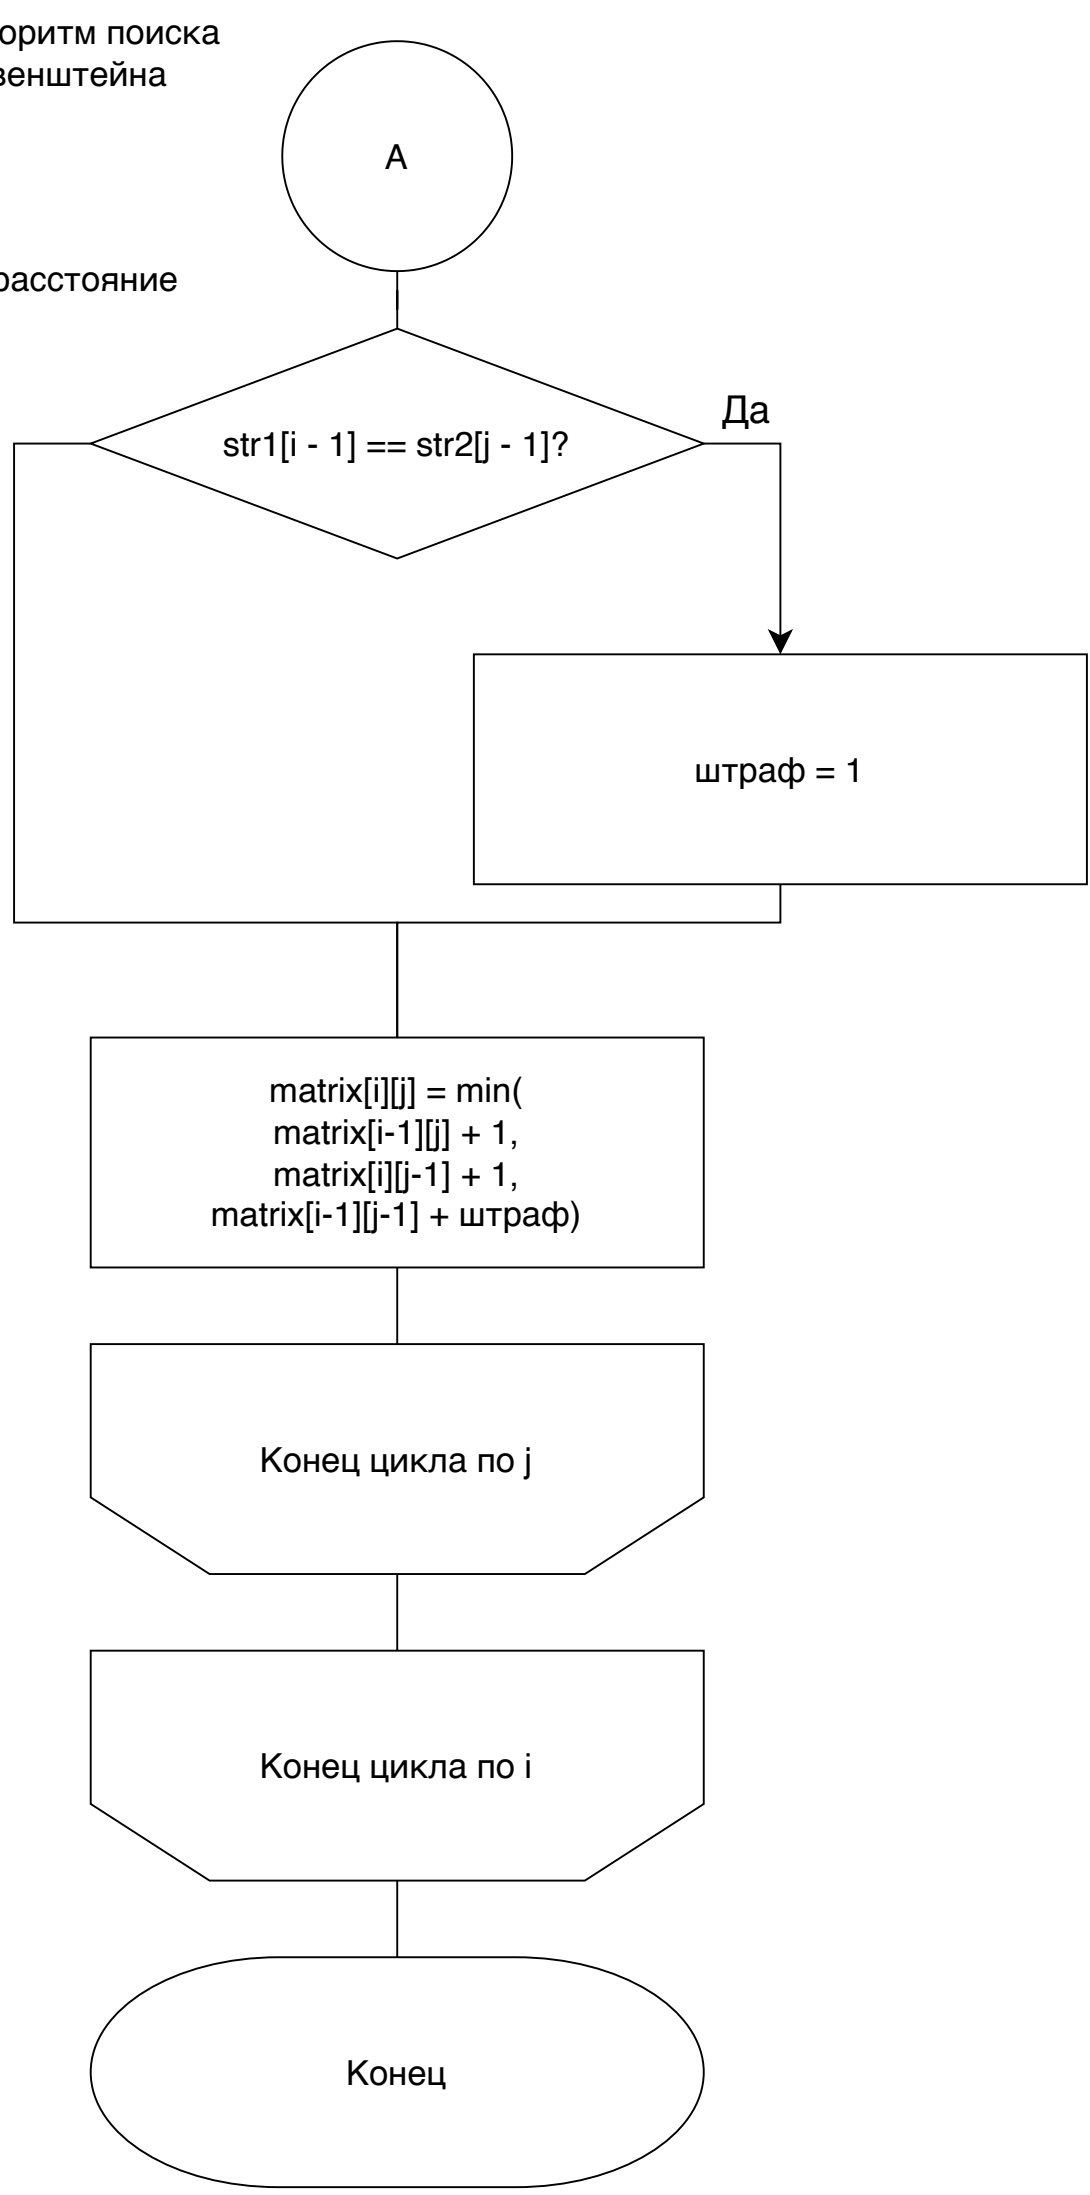 оритм поиска
венштейна
A
расстояние
Да
str1[i - 1] == str2[j - 1]?
штраф = 1
matrix[i][j] = min(
matrix[i-1][j] + 1,
matrix[i][j-1] + 1,
matrix[i-1][j-1] + штраф)
Конец цикла по j
Конец цикла по i
Конец